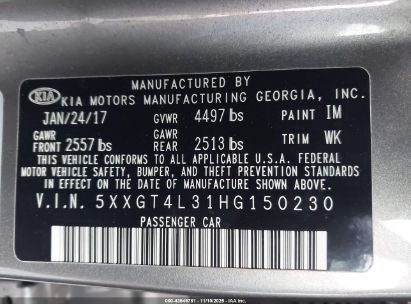 MANUFACTURED BY
KIA KIA MOTORS MANUFACTURING GEORGIA, INC.
JAN/24/17 GVWR 4497 lbs PAINT IM
GAWR GAWR
FRONT 2557 lbs REAR 2513 lbs TRIM WK
THIS VEHICLE CONFORMS TO ALL APPLICABLE U.S.A. FEDERAL
MOTOR VEHICLE SAFETY, BUMPER, AND THEFT PREVENTION STANDARDS
IN EFFECT ON THE DATE OF MANUFACTURE SHOWN ABOVE.
V.I.N. 5XXGT4L31HG150230
PASSENGER CAR